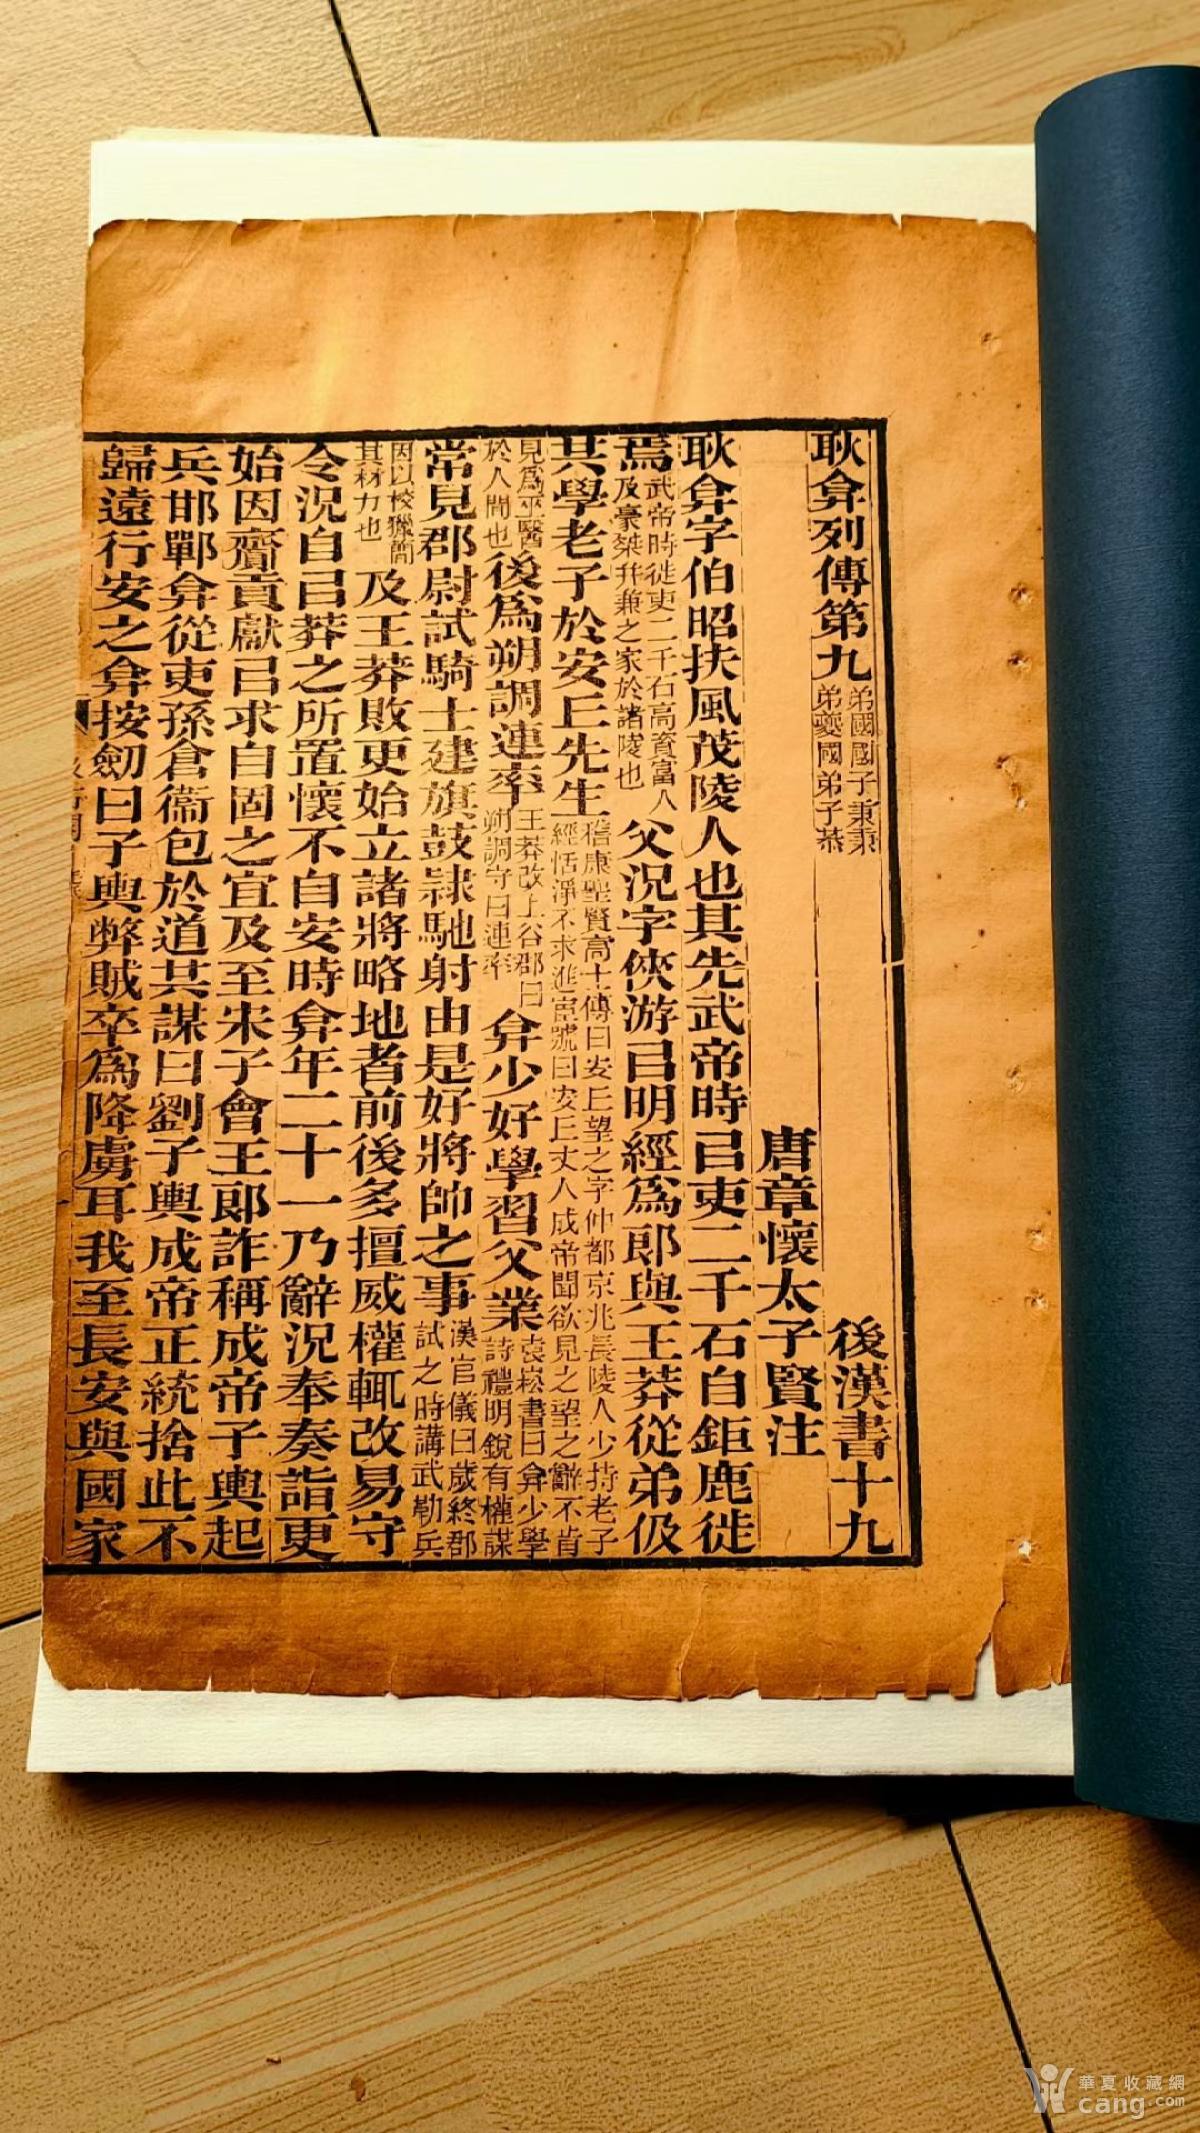 耿弇列傳第九 弟國國子秉秉 弟夔國弟子恭 後漢書十九
唐章懷太子賢注
耿弇字伯昭扶風茂陵人也其先武帝時㠯吏二千石自鉅鹿徙
焉 武帝時徙吏二千石高資富人 及豪桀并兼之家於諸陵也 父況字俠游㠯明經爲郎與王莽從弟伋
共學老子於安丘先生 嵇康聖賢高士傳曰安丘望之字仲都京兆長陵人少持老子 經恬淨不求進宦號曰安丘丈人成帝聞欲見之望之辭不肯
見爲巫醫 於人間也 後爲朔調連率 王莽改上谷郡曰 朔調守曰連率 弇少好學習父業 袁崧書曰弇少學 詩禮明銳有權謀
常見郡尉試騎士建旗鼓肄馳射由是好將帥之事 漢官儀曰歲終郡 試之時講武勒兵
因以校獵簡 其材力也 及王莽敗更始立諸將略地者前後多擅威權輒改易守
令況自㠯莽之所置懷不自安時弇年二十一乃辭況奉奏詣更
始因齎貢獻㠯求自固之宜及至宋子會王郎詐稱成帝子輿起
兵邯鄲弇從吏孫倉衞包於道共謀曰劉子輿成帝正統捨此不
歸遠行安之弇按劒曰子輿弊賊卒爲降虜耳我至長安與國家
華夏收藏網
cang.com